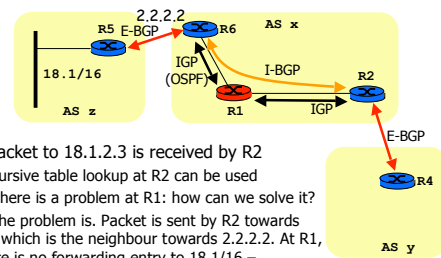 2.2.2.2
R5
E-BGP
R6
AS x
18.1/16
AS z
IGP
(OSPF)
I-BGP
R2
R1
IGP
E-BGP
R4
AS y
acket to 18.1.2.3 is received by R2
ursive table lookup at R2 can be used
here is a problem at R1: how can we solve it?
he problem is. Packet is sent by R2 towards
which is the neighbour towards 2.2.2.2. At R1,
re is no forwarding entry to 18.1/16 –